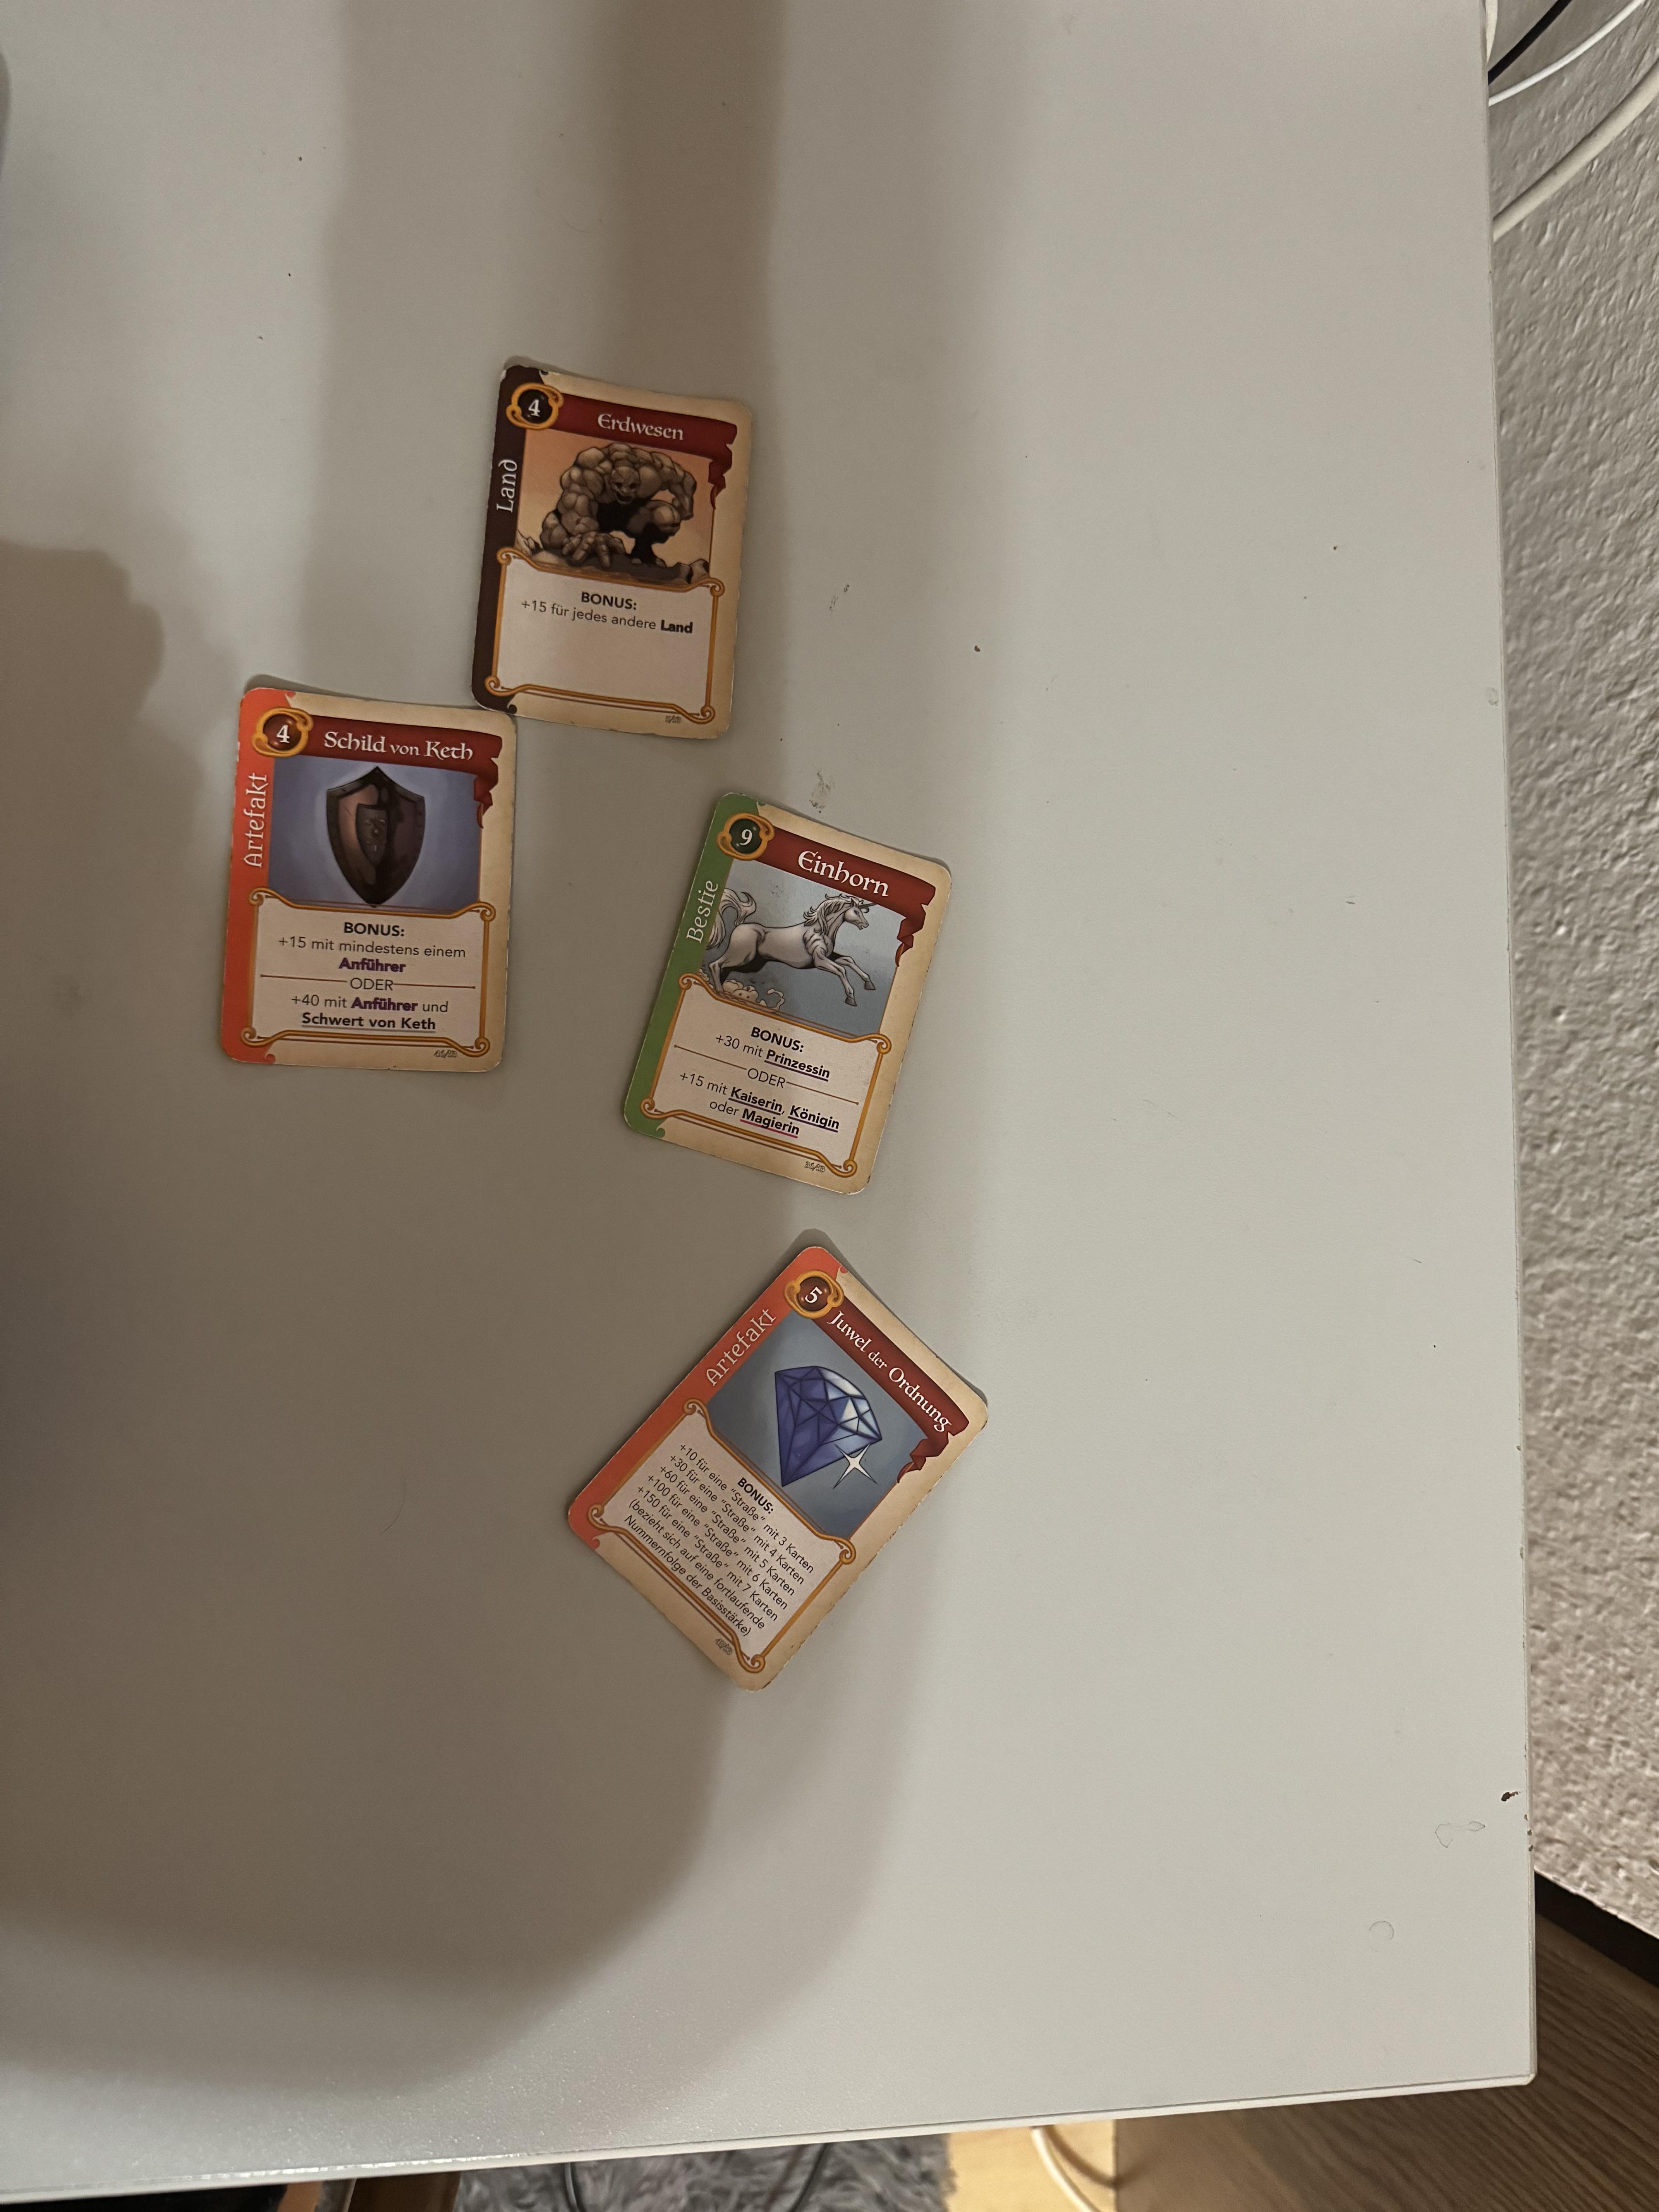 4
Erdwesen
Land
BONUS:
+15 für jedes andere Land
4
Schild von Keth
Artefakt
BONUS:
+15 mit mindestens einem
Anführer
ODER
+40 mit Anführer und
Schwert von Keth
9
Einhorn
Bestie
BONUS:
+30 mit Prinzessin
ODER
+15 mit Kaiserin, Königin
oder Magierin
5
Juwel der Ordnung
Artefakt
BONUS:
+10 für eine "Straße" mit 3 Karten
+30 für eine "Straße" mit 4 Karten
+60 für eine "Straße" mit 5 Karten
+100 für eine "Straße" mit 6 Karten
+150 für eine "Straße" mit 7 Karten
(bezieht sich auf eine fortlaufende
Nummernfolge der Basisstärke)